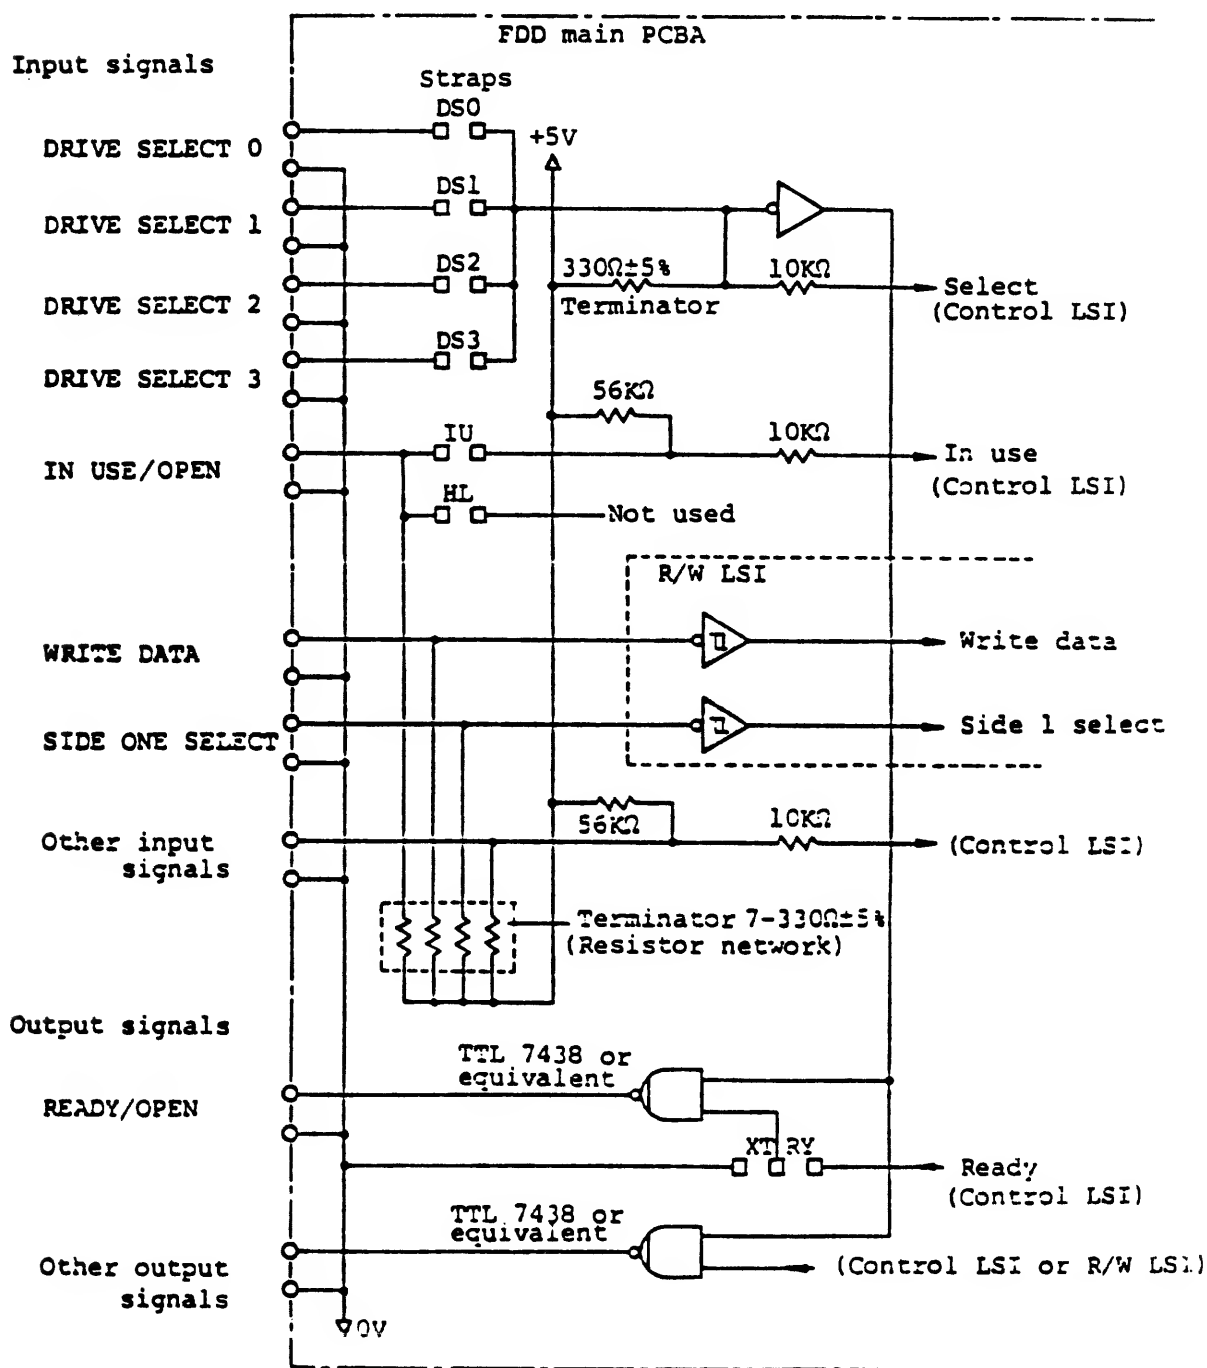 FDD main PCBA
Input signals
Straps
DS0
DRIVE SELECT 0
+5V
DS1
DRIVE SELECT 1
DS2
330Ω±5%
10KΩ
Select
(Control LSI)
Terminator
DRIVE SELECT 2
DS3
DRIVE SELECT 3
56KΩ
IU
10KΩ
In use
(Control LSI)
IN USE/OPEN
HL
Not used
R/W LSI
WRITE DATA
Write data
SIDE ONE SELECT
Side 1 select
56KΩ
10KΩ
Other input
signals
(Control LSI)
Terminator 7-330Ω±5%
(Resistor network)
Output signals
TTL 7438 or
equivalent
READY/OPEN
XT RY
Ready
(Control LSI)
TTL 7438 or
equivalent
Other output
signals
(Control LSI or R/W LSI)
0V